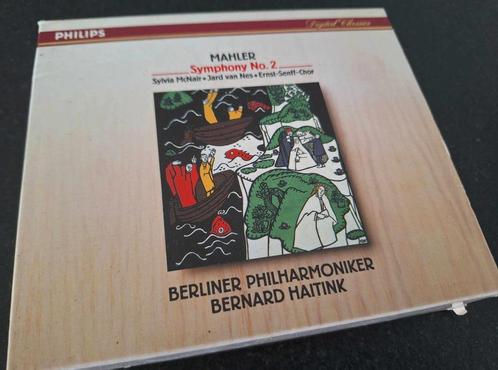 PHILIPS
Digital Classics
MAHLER
Symphony No. 2
Sylvia McNair • Jard van Nes • Ernst-Senff-Chor
BERLINER PHILHARMONIKER
BERNARD HAITINK